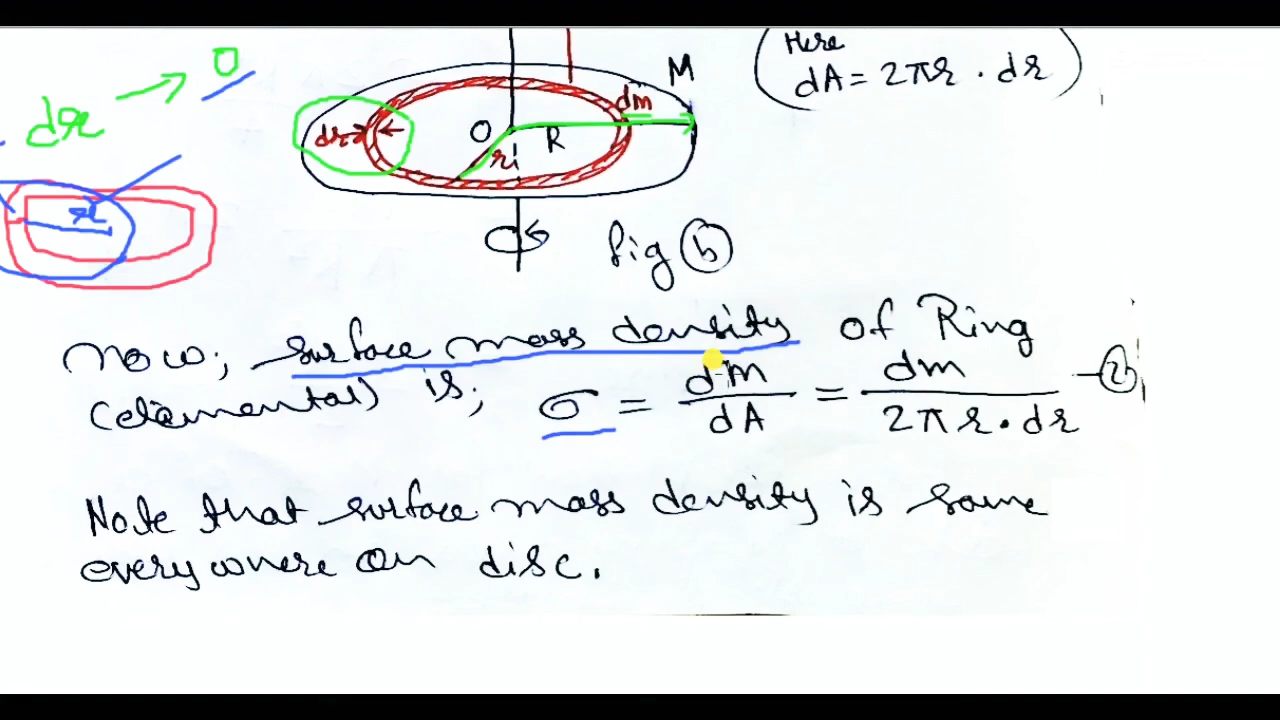 Here
dA = 2πr . dr
dr → 0
M
dm
dr
O
R
r
r
fig (b)
Now; surface mass density of Ring
(elemental) is; σ = dm/dA = dm/2πr.dr -(2)
Note that surface mass density is same
everywhere on disc.